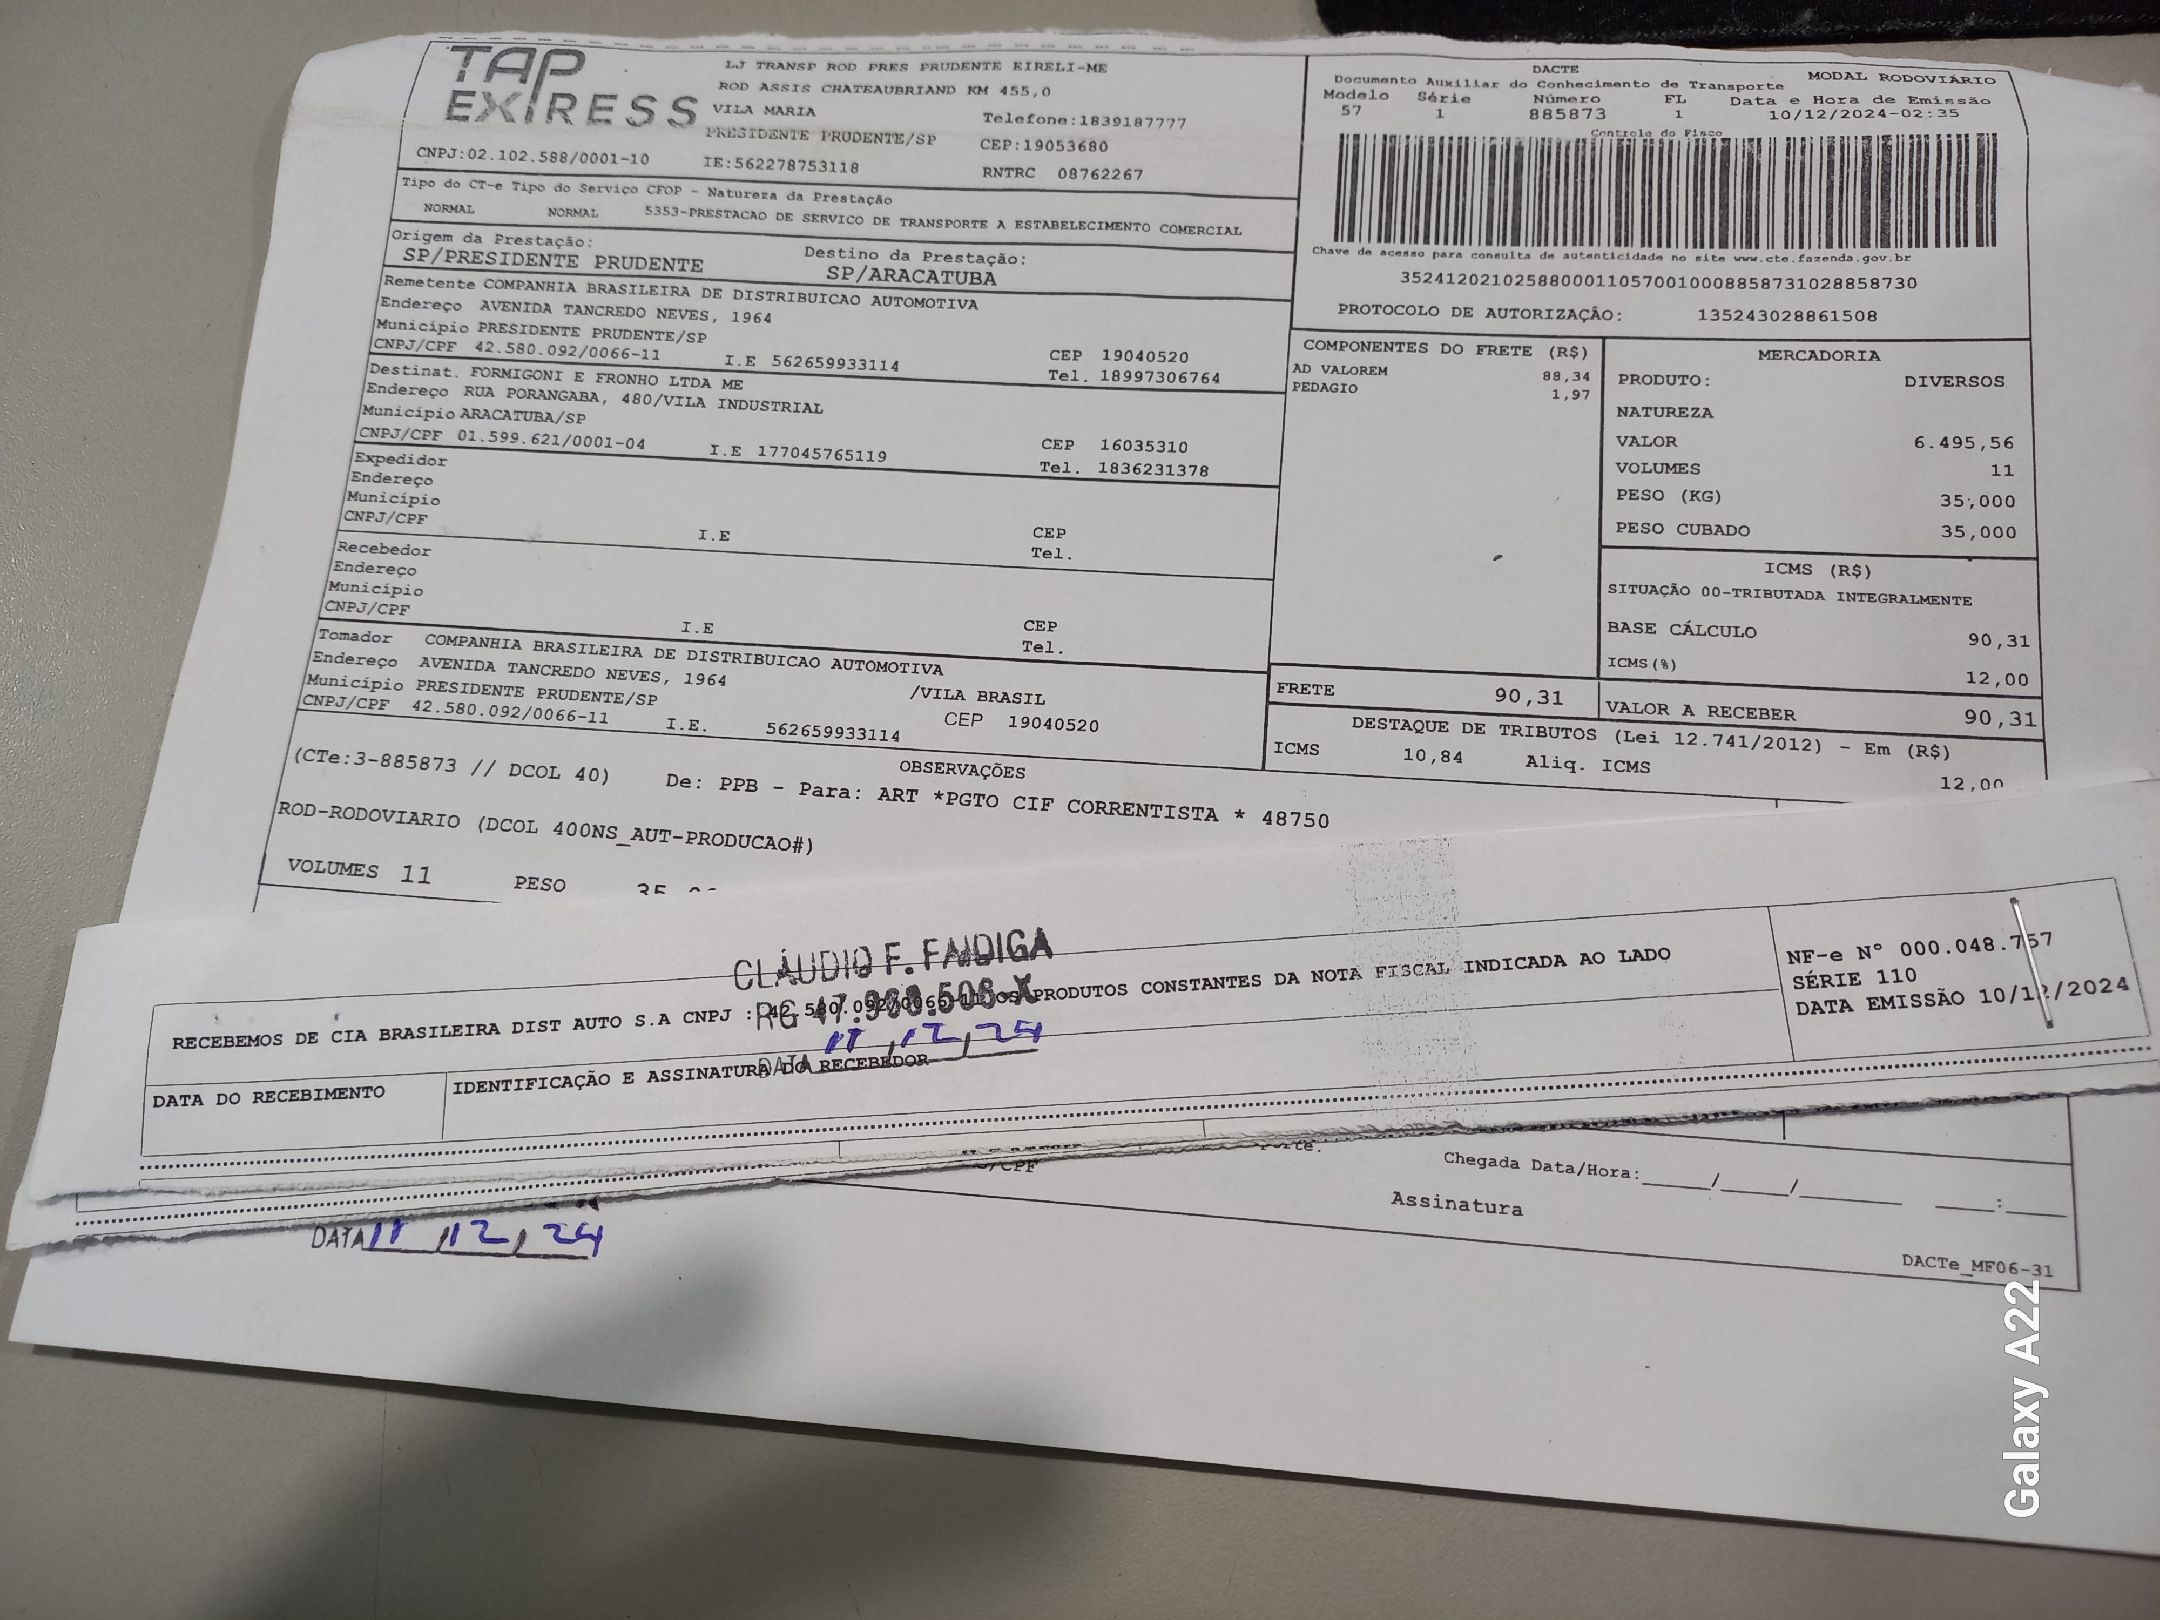 TAP EXPRESS
LJ TRANSP ROD PRES PRUDENTE EIRELI-ME
ROD ASSIS CHATEAUBRIAND KM 455,0
VILA MARIA
Telefone:1839187777
PRESIDENTE PRUDENTE/SP CEP:19053680
CNPJ:02.102.588/0001-10 IE:562278753118 RNTRC 08762267
DACTE
Documento Auxiliar do Conhecimento de Transporte MODAL RODOVIÁRIO
Modelo Série Número FL Data e Hora de Emissão
57 1 885873 1 10/12/2024-02:35
Controle do Fisco
Chave de acesso para consulta de autenticidade no site www.cte.fazenda.gov.br
35241202102588000110570010008858731028858730
PROTOCOLO DE AUTORIZAÇÃO: 135243028861508
Tipo do CT-e Tipo do Serviço CFOP - Natureza da Prestação
NORMAL NORMAL 5353-PRESTACAO DE SERVICO DE TRANSPORTE A ESTABELECIMENTO COMERCIAL
Origem da Prestação: Destino da Prestação:
SP/PRESIDENTE PRUDENTE SP/ARACATUBA
Remetente COMPANHIA BRASILEIRA DE DISTRIBUICAO AUTOMOTIVA
Endereço AVENIDA TANCREDO NEVES, 1964
Município PRESIDENTE PRUDENTE/SP CEP 19040520
CNPJ/CPF 42.580.092/0066-11 I.E 562659933114 Tel. 18997306764
Destinat. FORMIGONI E FRONHO LTDA ME
Endereço RUA PORANGABA, 480/VILA INDUSTRIAL
Município ARACATUBA/SP CEP 16035310
CNPJ/CPF 01.599.621/0001-04 I.E 177045765119 Tel. 1836231378
Expedidor
Endereço
Município CEP
CNPJ/CPF I.E Tel.
Recebedor
Endereço
Município CEP
CNPJ/CPF I.E Tel.
Tomador COMPANHIA BRASILEIRA DE DISTRIBUICAO AUTOMOTIVA
Endereço AVENIDA TANCREDO NEVES, 1964 /VILA BRASIL
Município PRESIDENTE PRUDENTE/SP CEP 19040520
CNPJ/CPF 42.580.092/0066-11 I.E. 562659933114
COMPONENTES DO FRETE (R$)
AD VALOREM 88,34
PEDAGIO 1,97
MERCADORIA
PRODUTO: DIVERSOS
NATUREZA
VALOR 6.495,56
VOLUMES 11
PESO (KG) 35,000
PESO CUBADO 35,000
ICMS (R$)
SITUAÇÃO 00-TRIBUTADA INTEGRALMENTE
BASE CÁLCULO 90,31
ICMS(%) 12,00
FRETE 90,31 VALOR A RECEBER 90,31
DESTAQUE DE TRIBUTOS (Lei 12.741/2012) - Em (R$)
ICMS 10,84 Aliq. ICMS 12,00
OBSERVAÇÕES
(CTe:3-885873 // DCOL 40) De: PPB - Para: ART *PGTO CIF CORRENTISTA * 48750
ROD-RODOVIARIO (DCOL 400NS_AUT-PRODUCAO#)
VOLUMES 11 PESO
CLÁUDIO F. FAIDIGA
RECEBEMOS DE CIA BRASILEIRA DIST AUTO S.A CNPJ : 42.580.092/0066-11 OS PRODUTOS CONSTANTES DA NOTA FISCAL INDICADA AO LADO
DATA 11,12,24
DATA DO RECEBIMENTO IDENTIFICAÇÃO E ASSINATURA DO RECEBEDOR
NF-e N° 000.048.757
SÉRIE 110
DATA EMISSÃO 10/12/2024
Chegada Data/Hora:_____/_____/_______ ____:____
Assinatura
DATA 11,12,24
DACTe_MF06-31
Galaxy A22